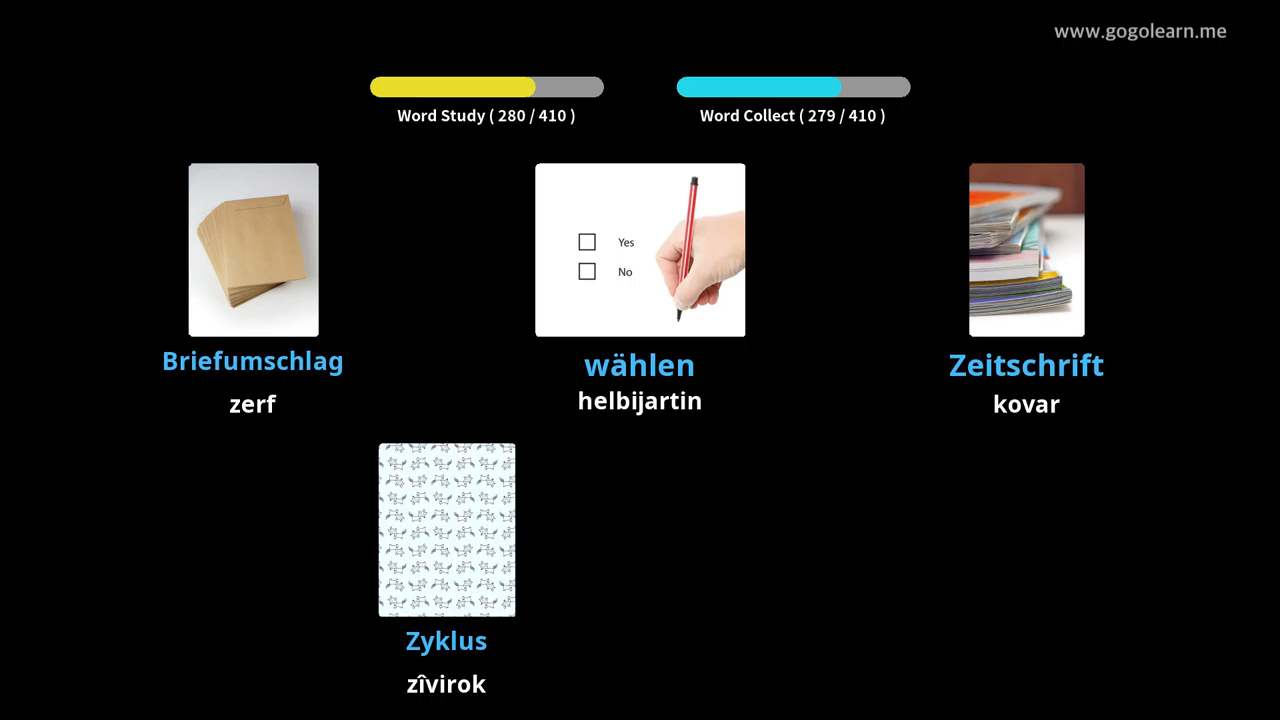 www.gogolearn.me
Word Study ( 280 / 410 )
Word Collect ( 279 / 410 )
Yes
No
Briefumschlag
zerf
wählen
helbijartin
Zeitschrift
kovar
Zyklus
zîvirok